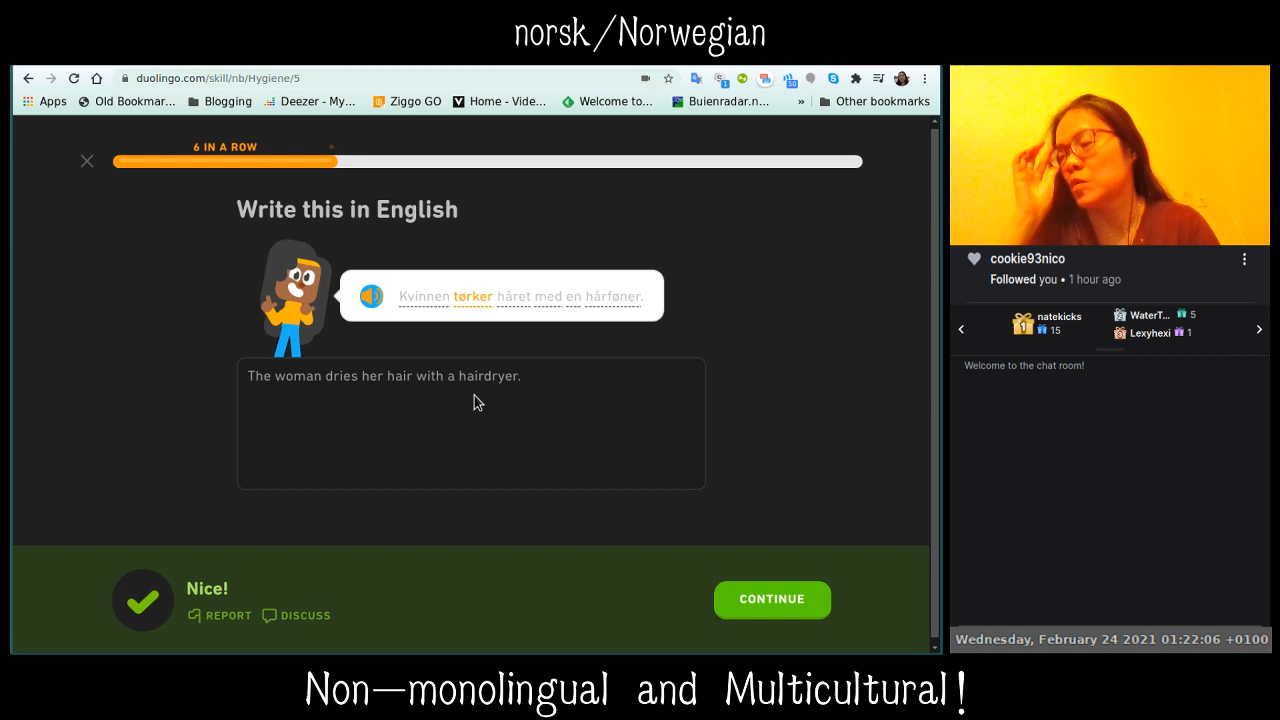 norsk/Norwegian
duolingo.com/skill/nb/Hygiene/5
Apps
Old Bookmar...
Blogging
Deezer - My...
Ziggo GO
Home - Vide...
Welcome to...
Buienradar.n...
»
Other bookmarks
6 IN A ROW
Write this in English
Kvinnen tørker håret med en hårføner.
The woman dries her hair with a hairdryer.
Nice!
REPORT
DISCUSS
CONTINUE
cookie93nico
Followed you • 1 hour ago
1 natekicks
15
WaterT... 5
Lexyhexi 1
Welcome to the chat room!
Wednesday, February 24 2021 01:22:06 +0100
Non-monolingual and Multicultural!